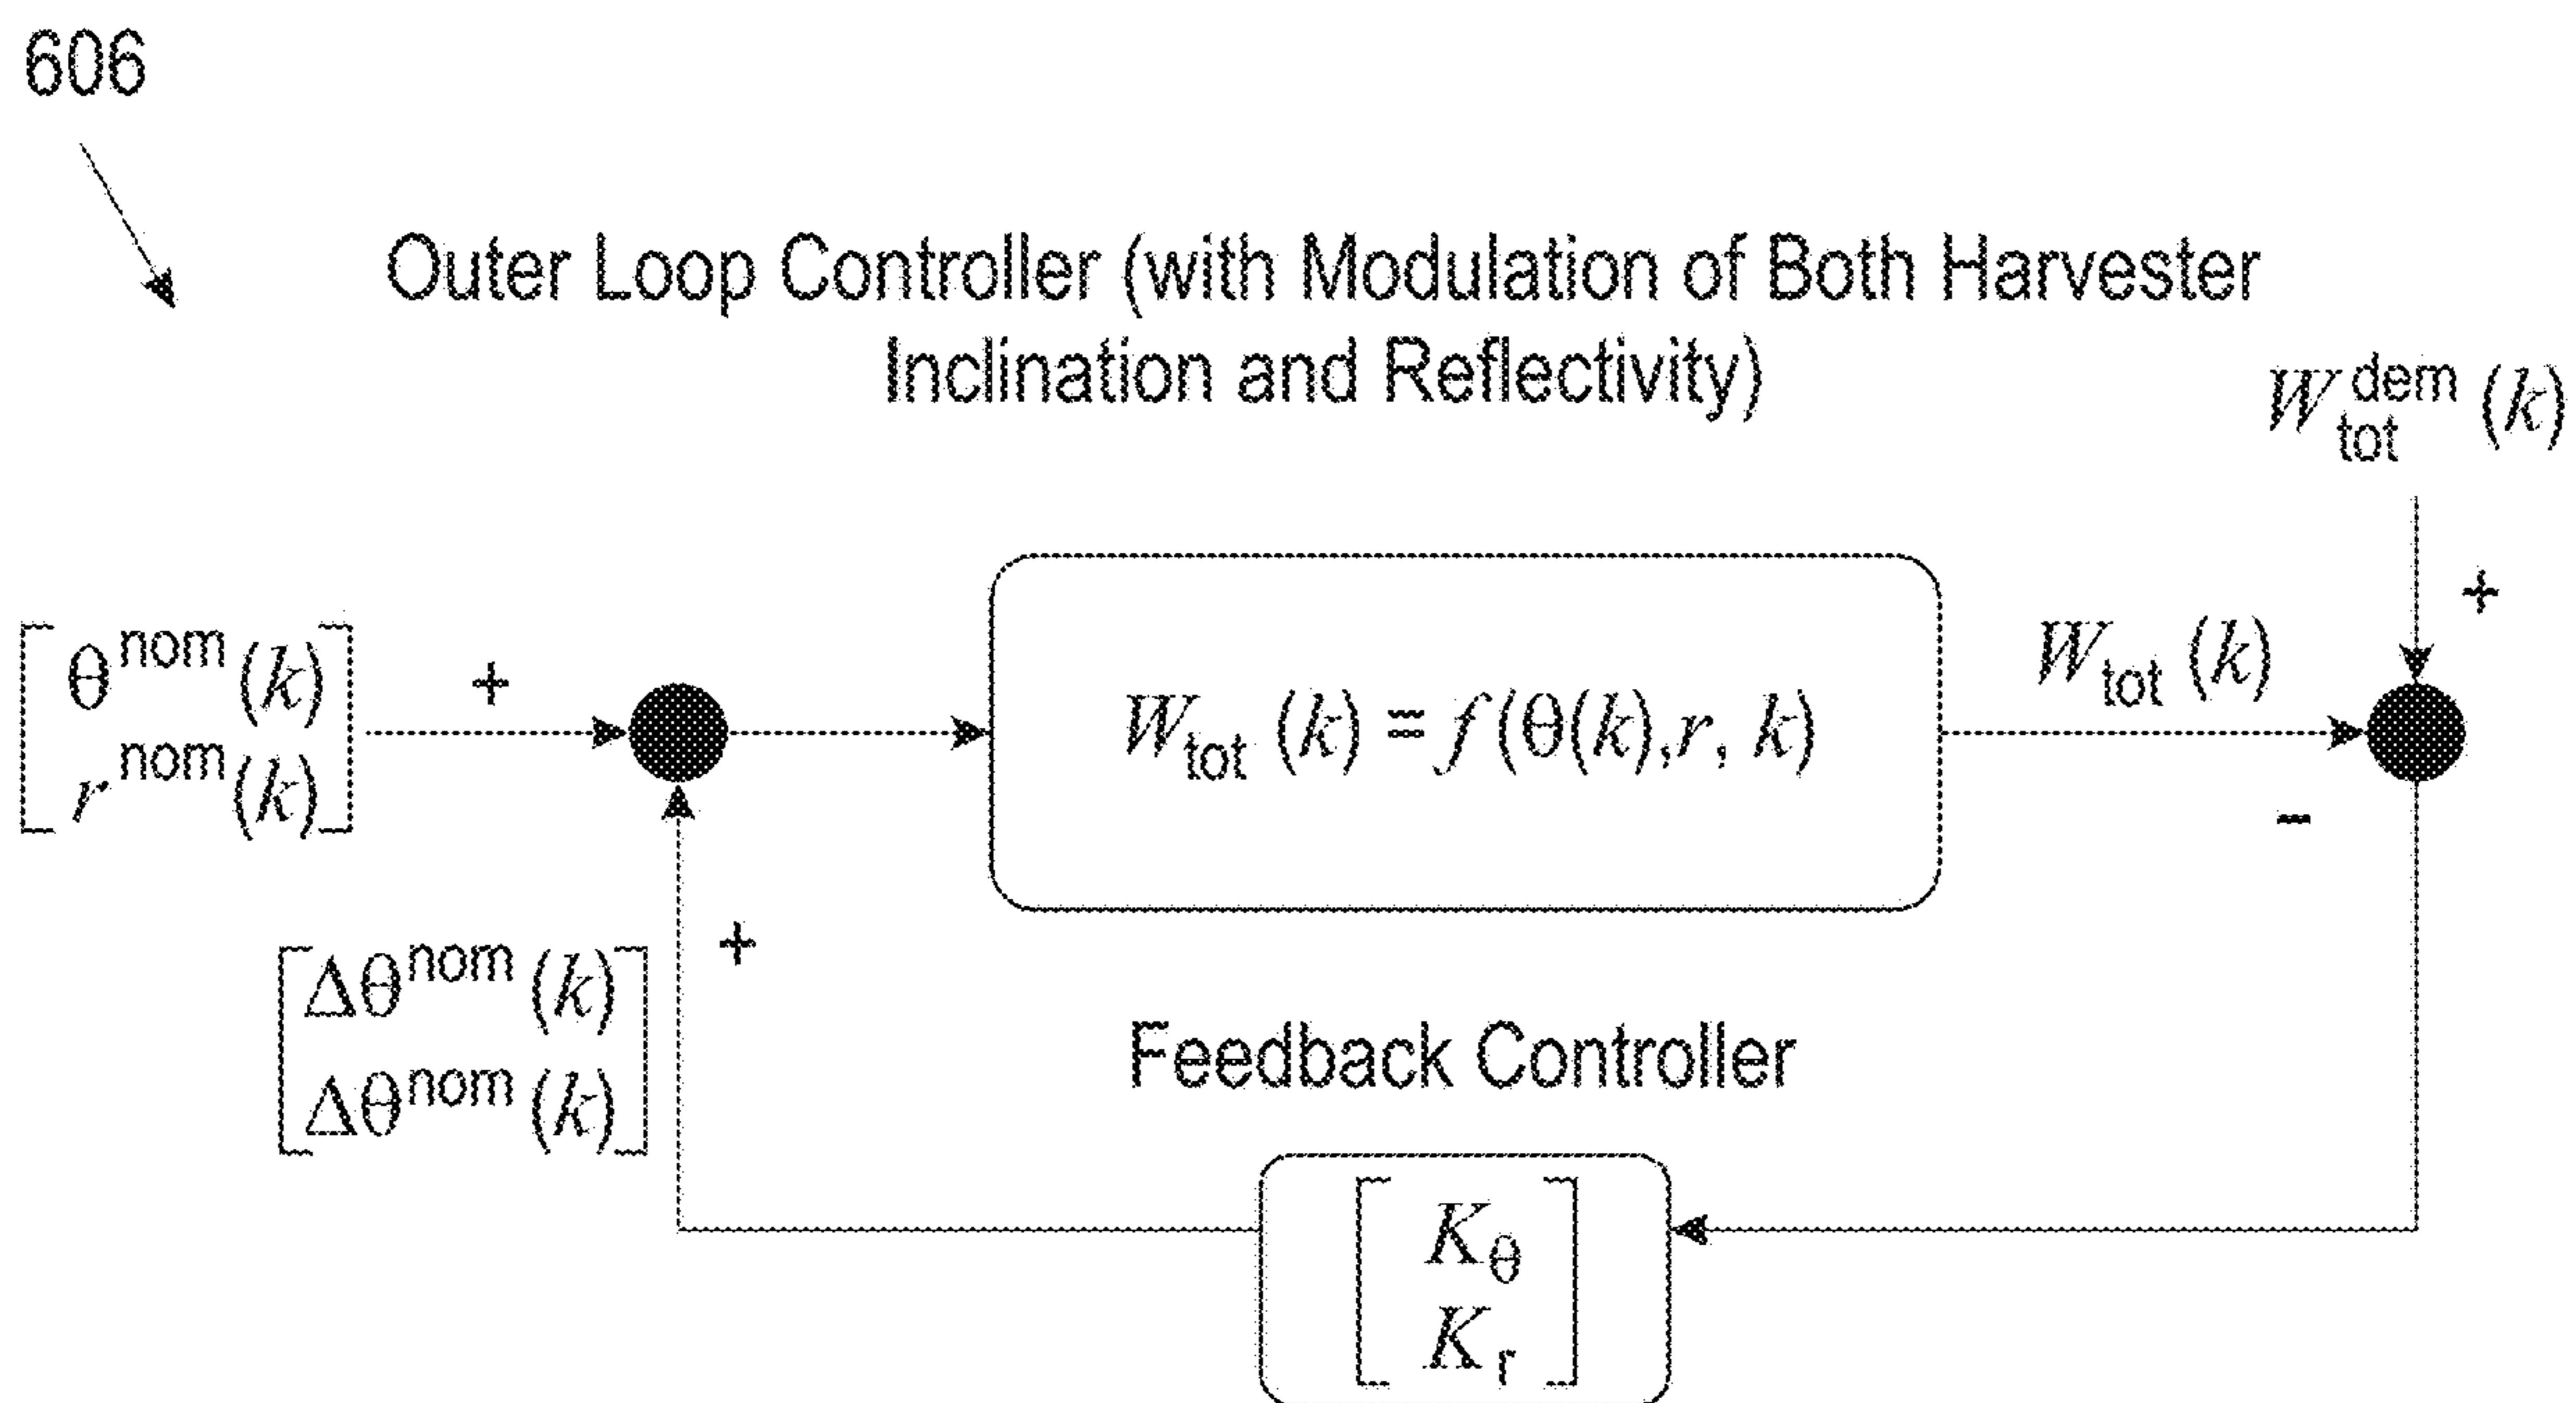 606
Outer Loop Controller (with Modulation of Both Harvester
Inclination and Reflectivity)
W_tot^dem (k)
+
θ^nom (k)
r^nom (k)
+
W_tot (k) = f (θ(k),r, k)
W_tot (k)
−
+
Δθ^nom (k)
Δθ^nom (k)
Feedback Controller
K_θ
K_r